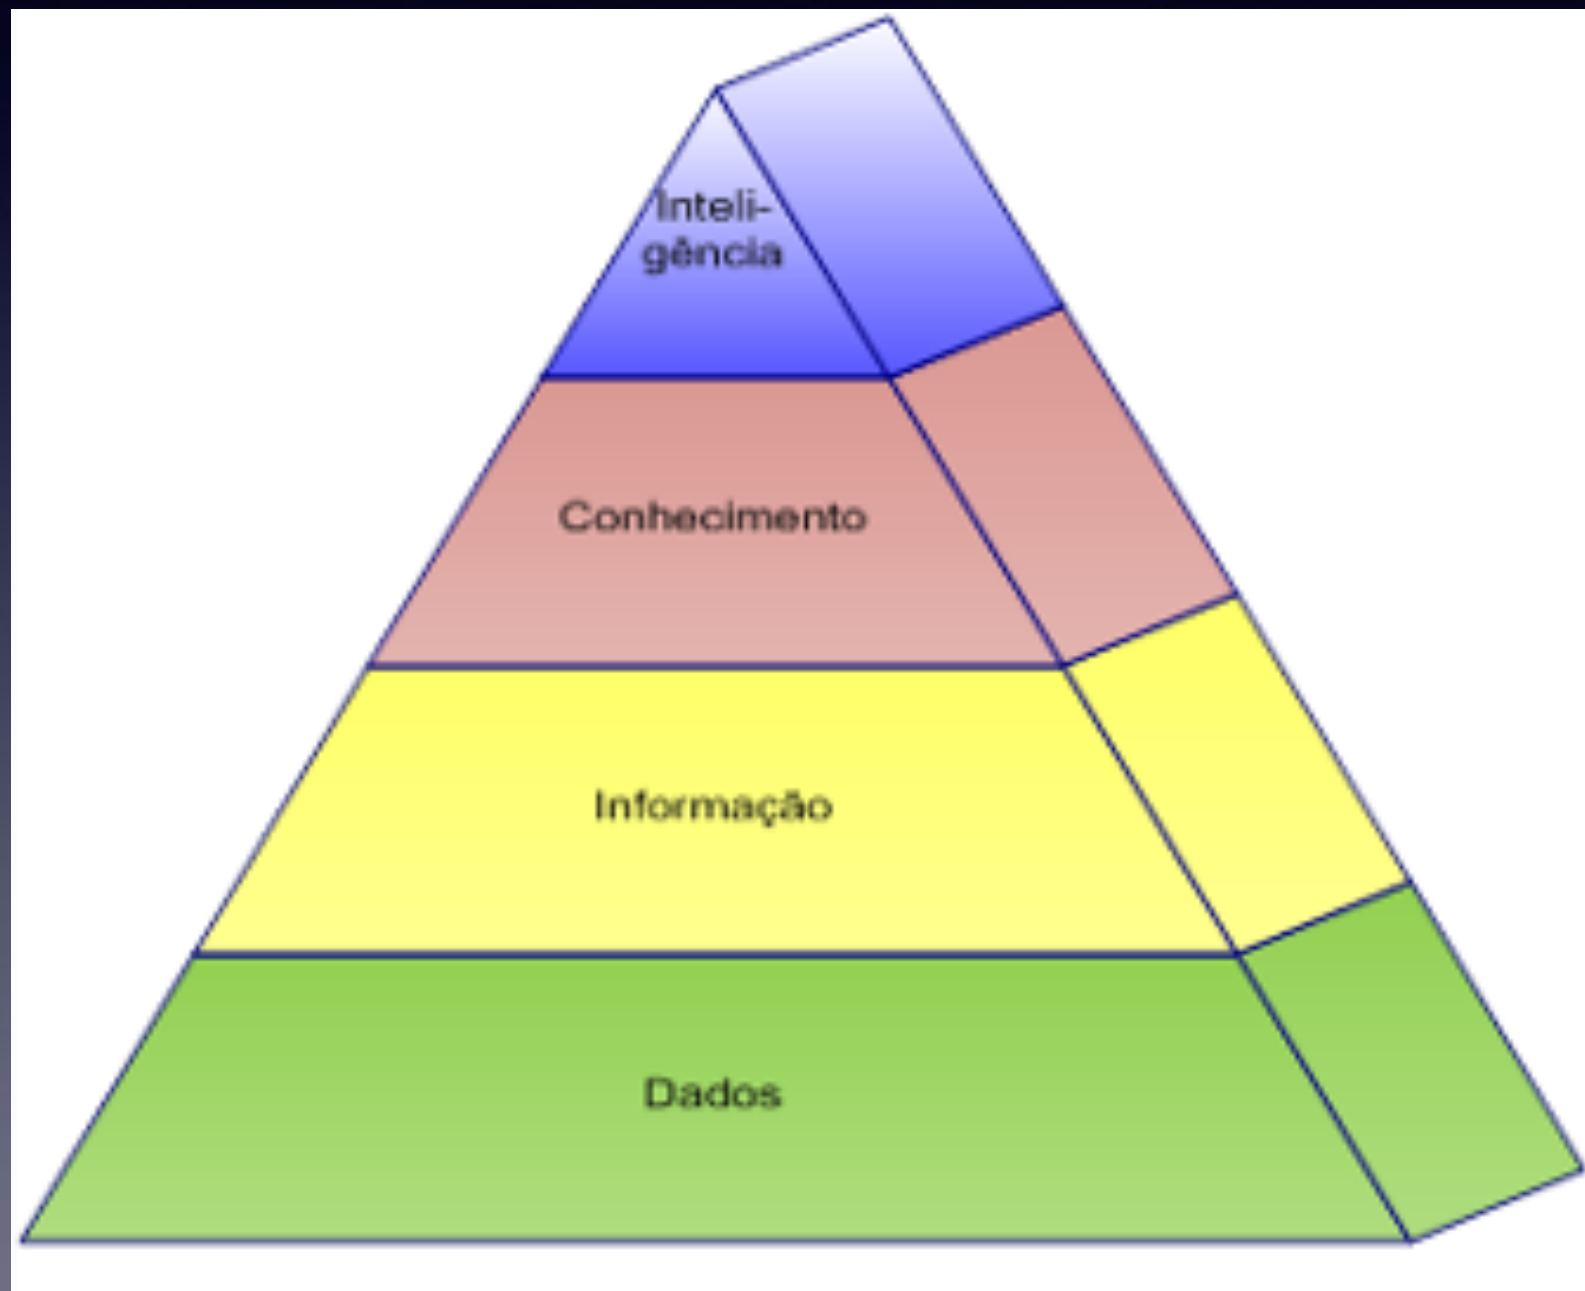 Inteli-
gência
Conhecimento
Informação
Dados